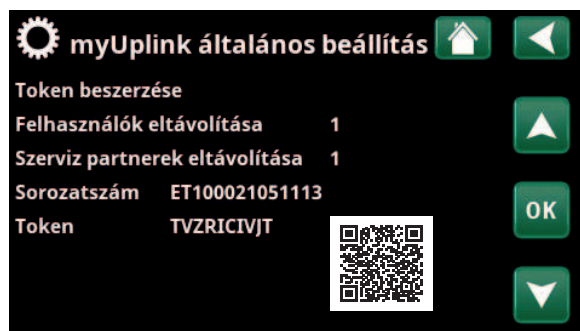 myUplink általános beállítás
Token beszerzése
Felhasználók eltávolítása 1
Szerviz partnerek eltávolítása 1
Sorozatszám ET100021051113
Token TVZRICIVJT
OK